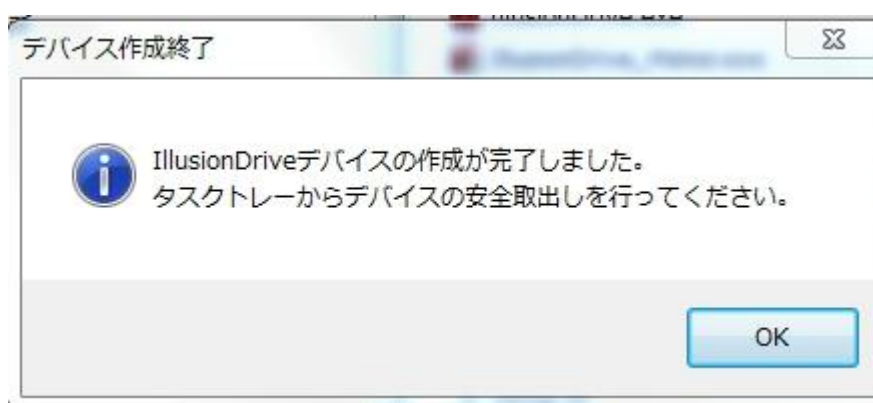 デバイス作成終了
IllusionDriveデバイスの作成が完了しました。
タスクトレーからデバイスの安全取出しを行ってください。
OK